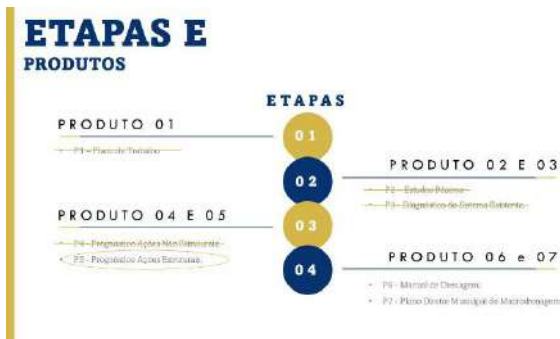 ETAPAS E
PRODUTOS
ETAPAS
PRODUTO 01
01
• P1 - Plano de Trabalho
02
PRODUTO 02 E 03
• P2 - Estudos Básicos
• P3 - Diagnóstico do Sistema Existente
PRODUTO 04 E 05
03
• P4 - Prognóstico Ações Não Estruturais
• P5 - Prognóstico Ações Estruturais
04
PRODUTO 06 e 07
• P6 - Manual de Drenagem
• P7 - Plano Diretor Municipal de Macrodrenagem